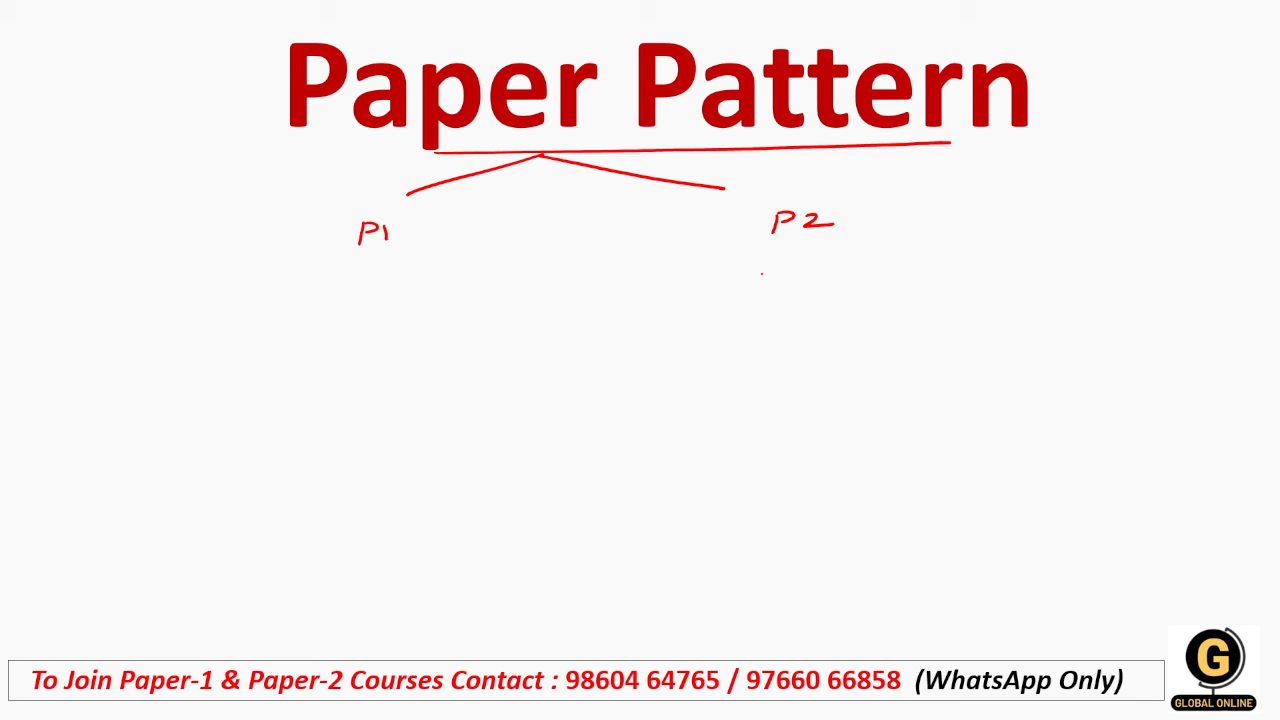 Paper Pattern
P1 P2
To Join Paper-1 & Paper-2 Courses Contact : 98604 64765 / 97660 66858 (WhatsApp Only)
G
GLOBAL ONLINE